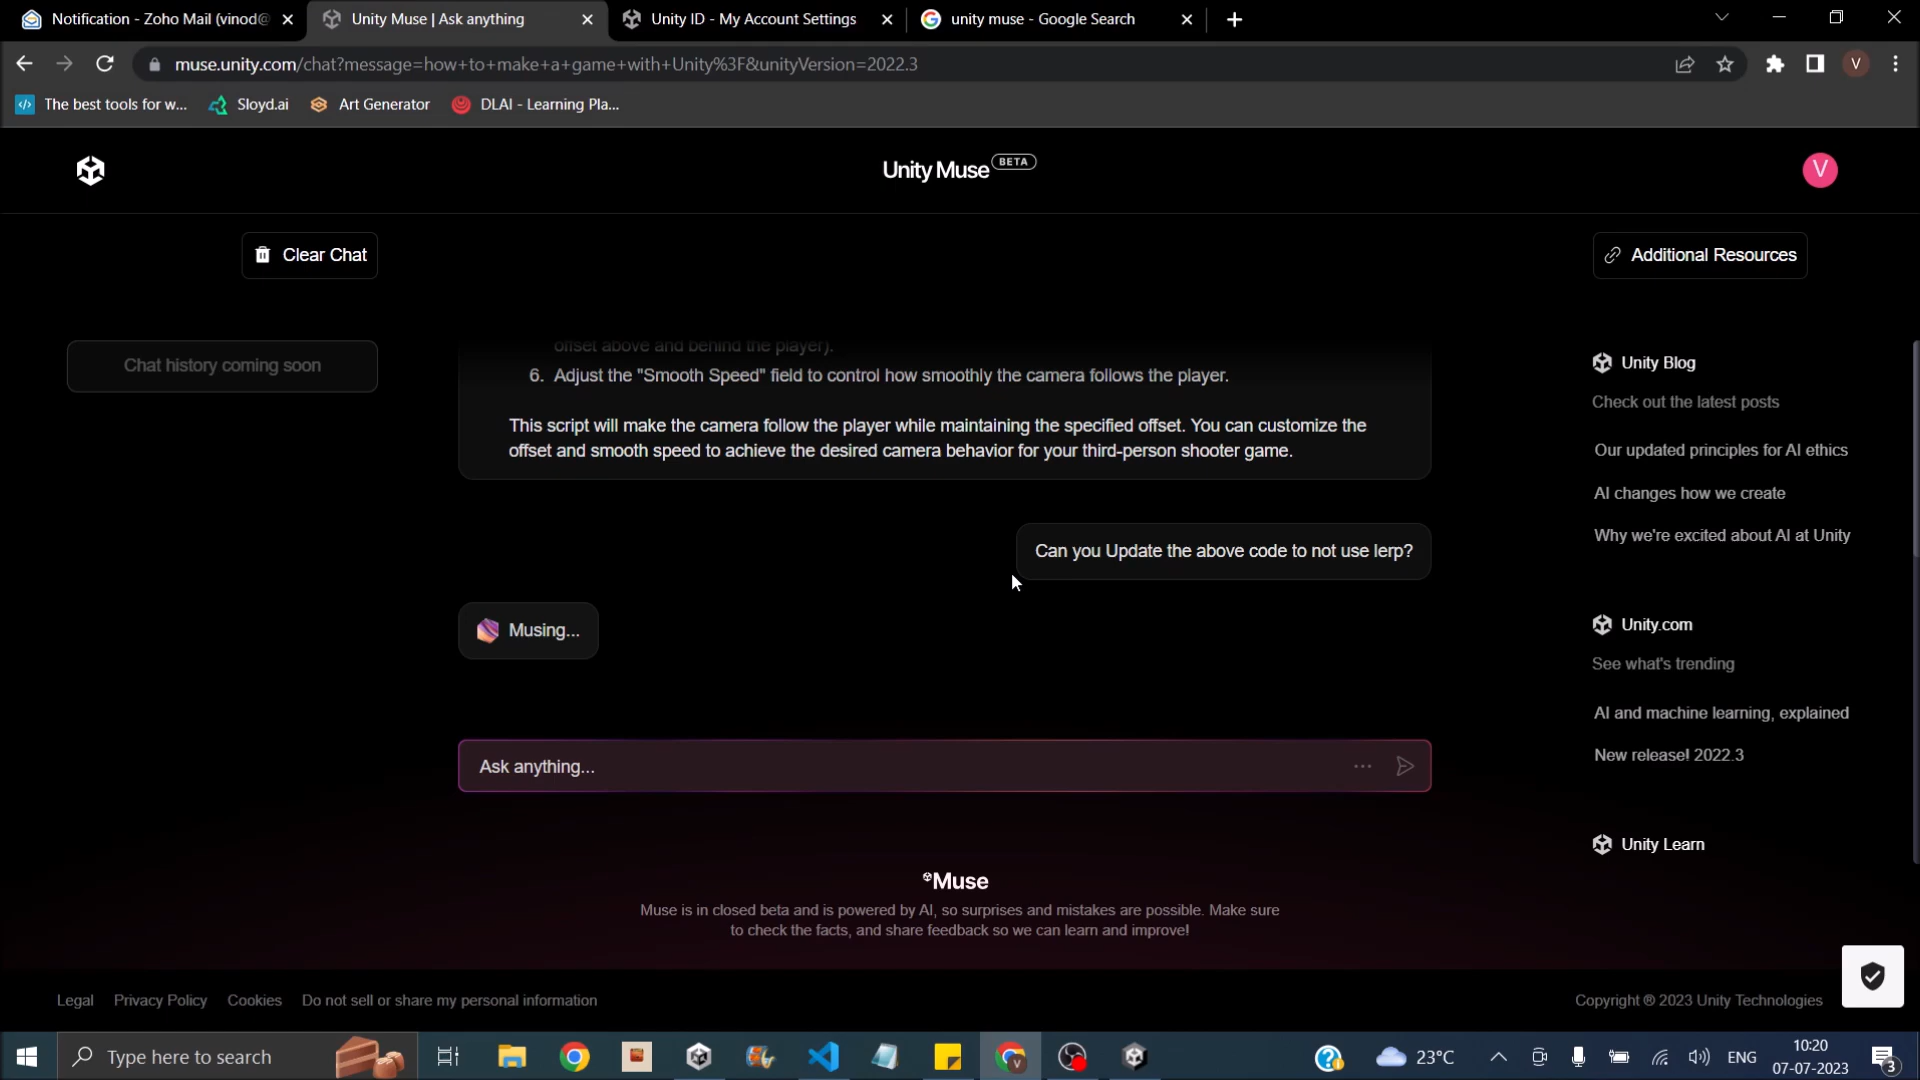 Notification - Zoho Mail (vinod@
Unity Muse | Ask anything
Unity ID - My Account Settings
unity muse - Google Search
muse.unity.com/chat?message=how+to+make+a+game+with+Unity%3F&unityVersion=2022.3
V
The best tools for w...
Sloyd.ai
Art Generator
DLAI - Learning Pla...
Unity Muse BETA
V
Clear Chat
Additional Resources
Chat history coming soon
offset above and behind the player).
6. Adjust the "Smooth Speed" field to control how smoothly the camera follows the player.
This script will make the camera follow the player while maintaining the specified offset. You can customize the
offset and smooth speed to achieve the desired camera behavior for your third-person shooter game.
Can you Update the above code to not use lerp?
Musing...
Ask anything...
Unity Blog
Check out the latest posts
Our updated principles for AI ethics
AI changes how we create
Why we're excited about AI at Unity
Unity.com
See what's trending
AI and machine learning, explained
New release! 2022.3
Unity Learn
Muse
Muse is in closed beta and is powered by AI, so surprises and mistakes are possible. Make sure
to check the facts, and share feedback so we can learn and improve!
Legal
Privacy Policy
Cookies
Do not sell or share my personal information
Copyright ® 2023 Unity Technologies
Type here to search
V
23°C
ENG
10:20
07-07-2023
3